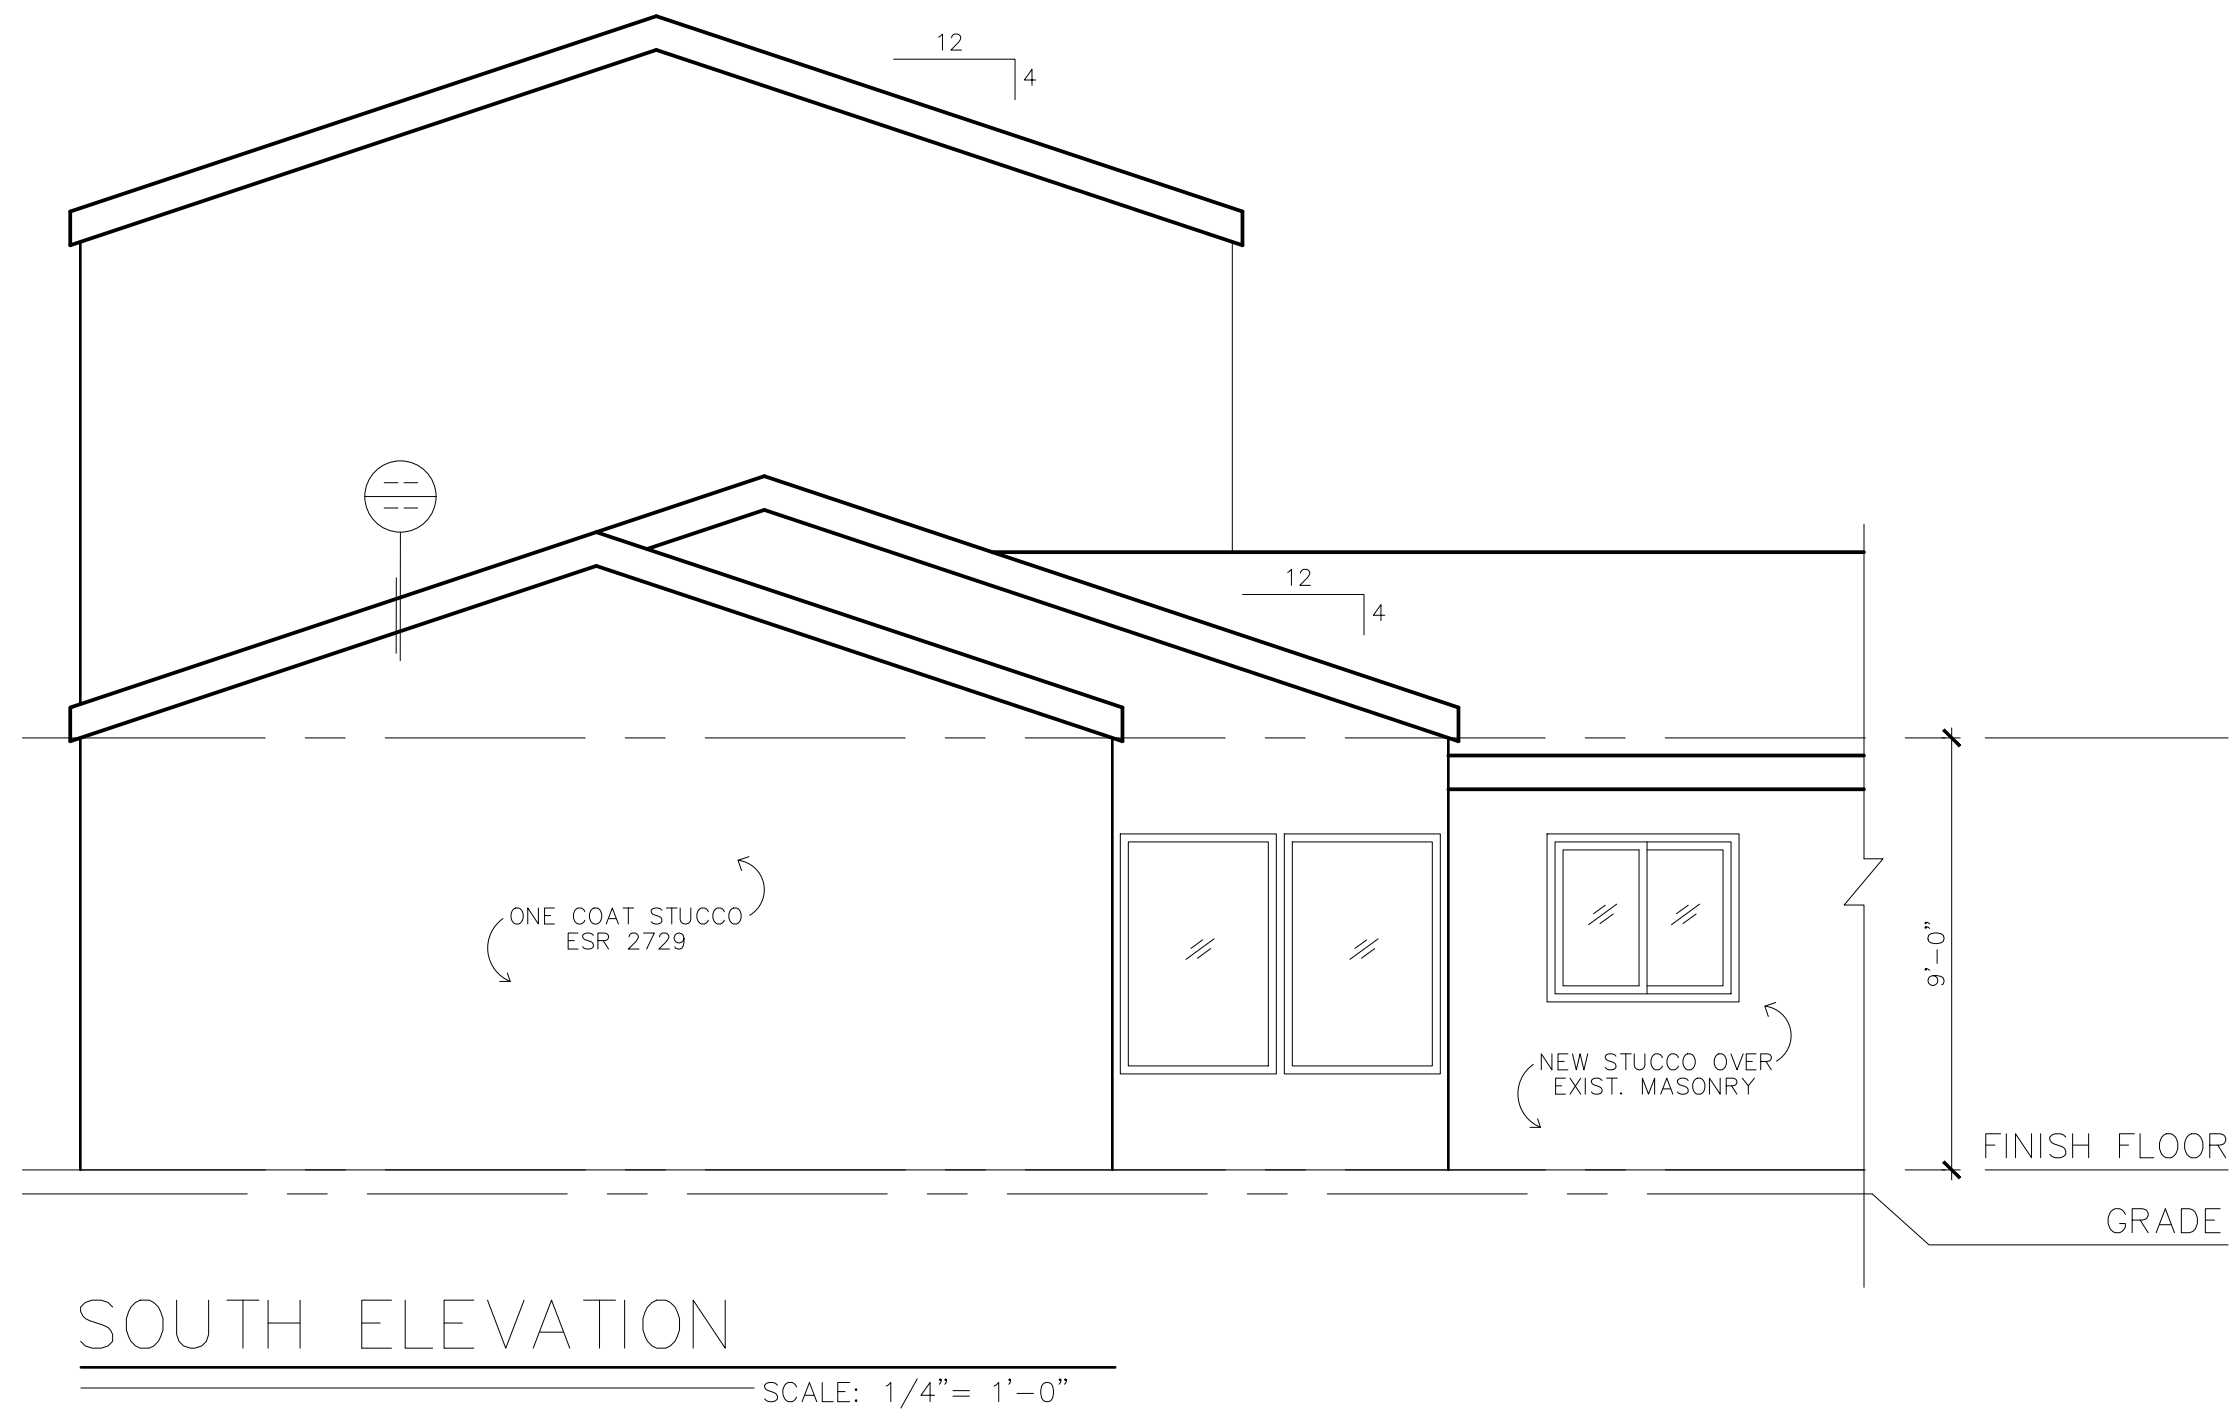 12
4
12
4
ONE COAT STUCCO
ESR 2729
9'-0"
NEW STUCCO OVER
EXIST. MASONRY
FINISH FLOOR
GRADE
SOUTH ELEVATION
SCALE: 1/4"= 1'-0"